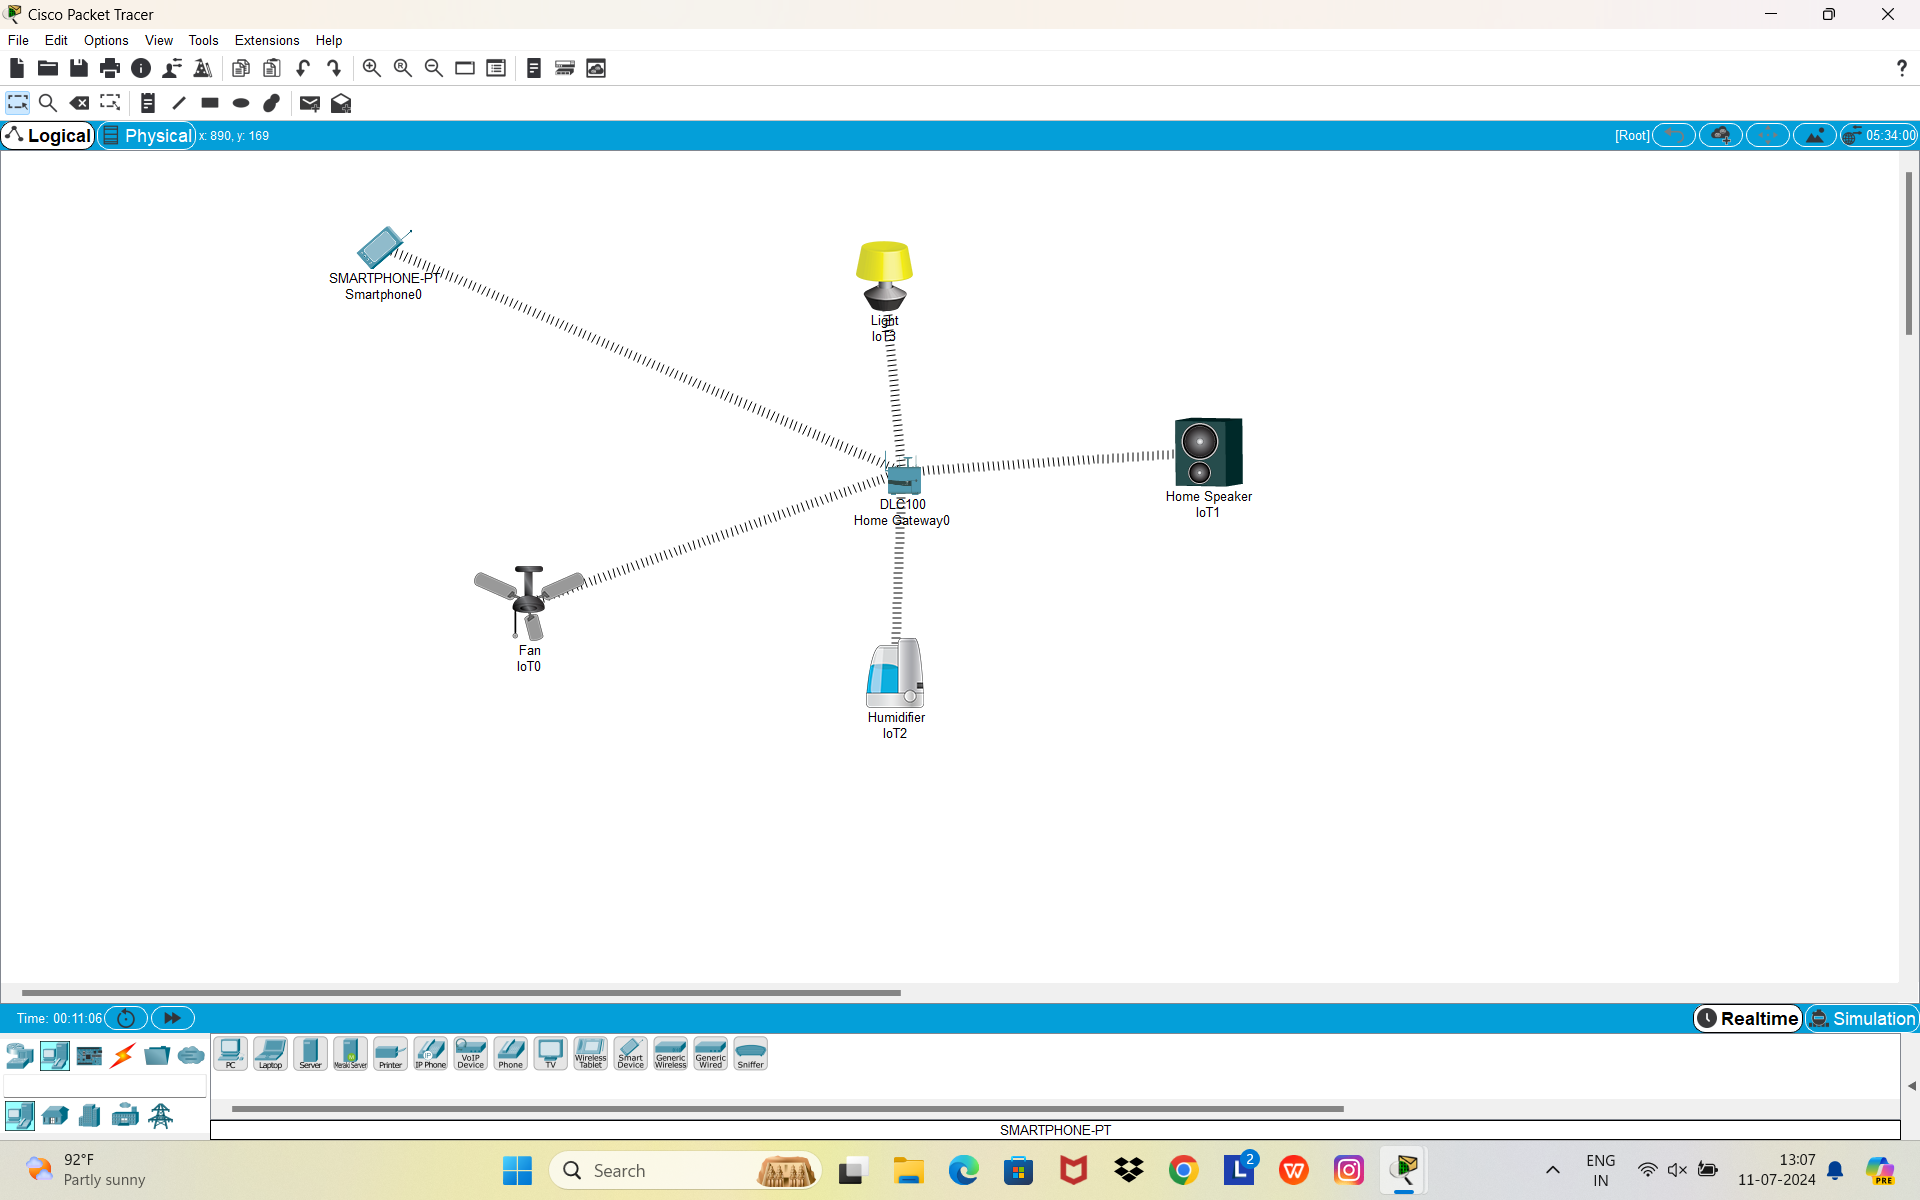 Cisco Packet Tracer
File Edit Options View Tools Extensions Help
?
Logical Physical x: 890, y: 169 [Root] 05:34:00
SMARTPHONE-PT
Smartphone0
Light
IoT3
Home Speaker
IoT1
DLC100
Home Gateway0
Fan
IoT0
Humidifier
IoT2
Time: 00:11:06 Realtime Simulation
PC Laptop Server Meraki Server Printer IP Phone VoIP Device Phone TV Wireless Tablet Smart Device Generic Wireless Generic Wired Sniffer
SMARTPHONE-PT
92°F
Partly sunny
Search
L 2
W
PRE
ENG
IN
13:07
11-07-2024